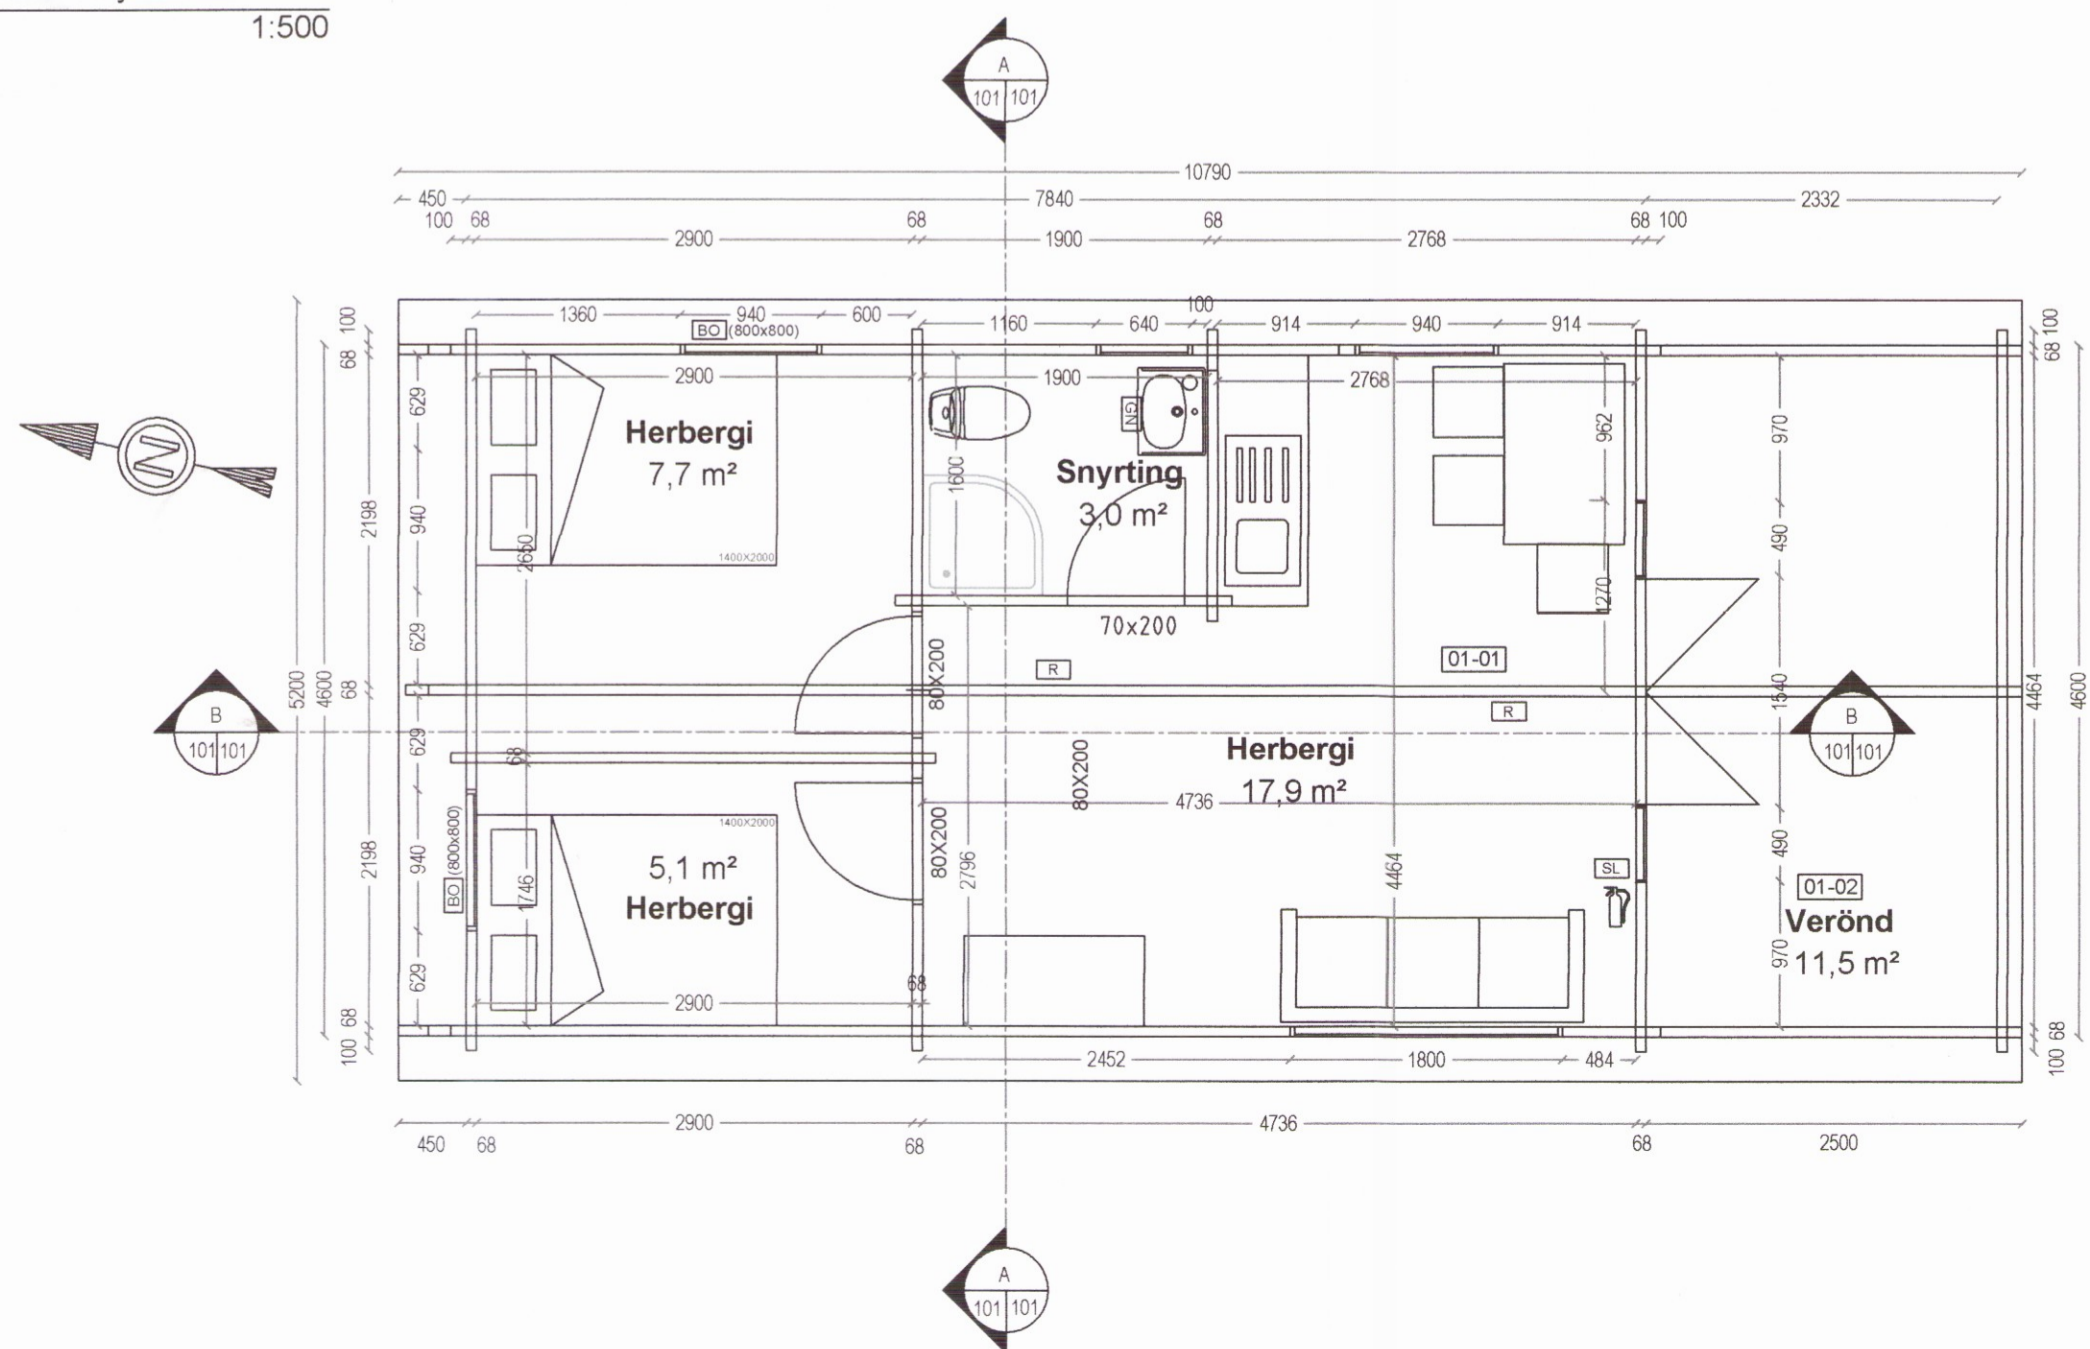 1:500
A
101 101
10790
450 7840 2332
100 68 68 68 68 100
2900 1900 2768
100
1360 940 600 1160 640 914 940 914
BO (800x800)
2900 1900 2768
100
68
629
940
629
68
629
940
629
68
100
2198
2198
4600
5200
N
Herbergi
7,7 m²
1400X2000
2650
1600
GN
Snyrting
3,0 m²
70x200
962
1270
970
490
1540
490
970
100
68
4464
4600
68
100
80X200
R
01-01
R
B
101 101
B
101 101
68
Herbergi
17,9 m²
80X200
4736
80X200
2796
4464
BO (800x800)
1400X2000
1746
5,1 m²
Herbergi
SL
01-02
Verönd
11,5 m²
68
2900
2452 1800 484
2900 4736
450 68 68 68 2500
A
101 101